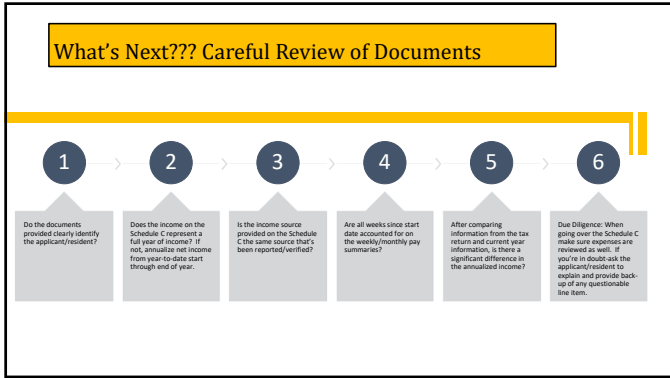 What's Next??? Careful Review of Documents
1
2
3
4
5
6
Do the documents
provided clearly identify
the applicant/resident?
Does the income on the
Schedule C represent a
full year of income? If
not, annualize net income
from year-to-date start
through end of year.
Is the income source
provided on the Schedule
C the same source that's
been reported/verified?
Are all weeks since start
date accounted for on
the weekly/monthly pay
summaries?
After comparing
information from the tax
return and current year
information, is there a
significant difference in
the annualized income?
Due Diligence: When
going over the Schedule C
make sure expenses are
reviewed as well. If
you're in doubt-ask the
applicant/resident to
explain and provide back-
up of any questionable
line item.